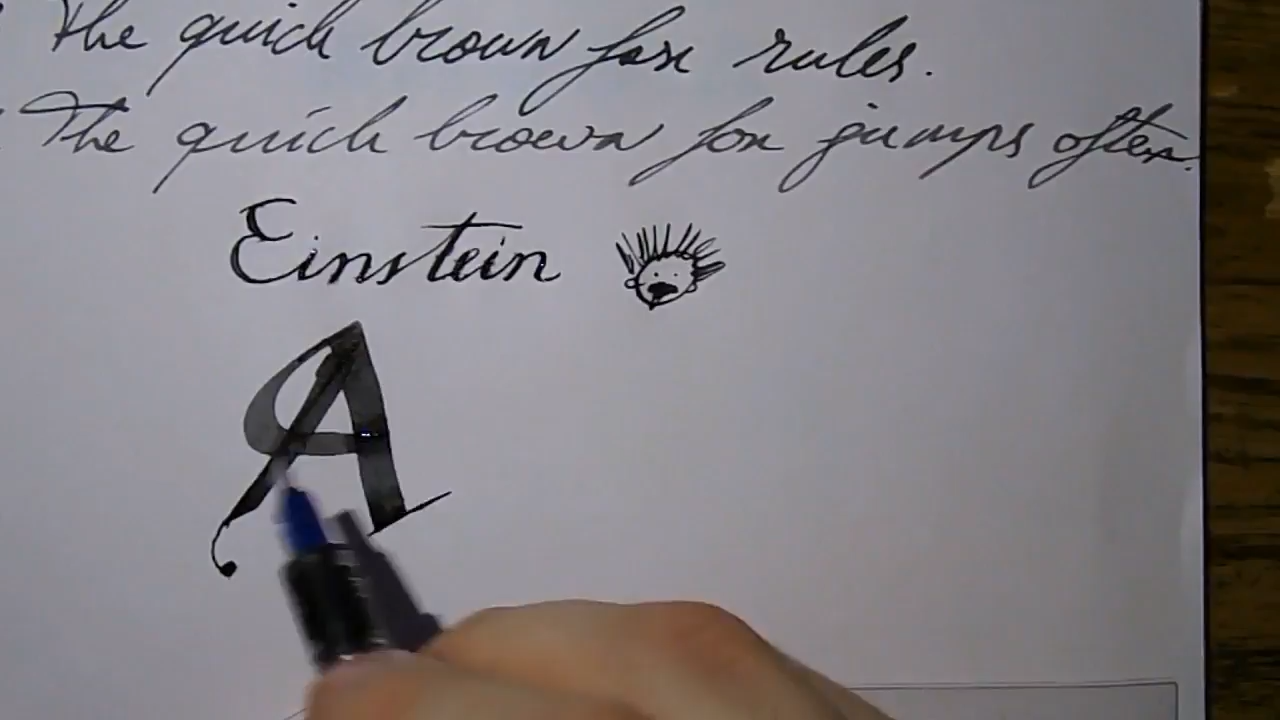 The quick brown fox rules.
The quick brown fox jumps often.
Einstein
A